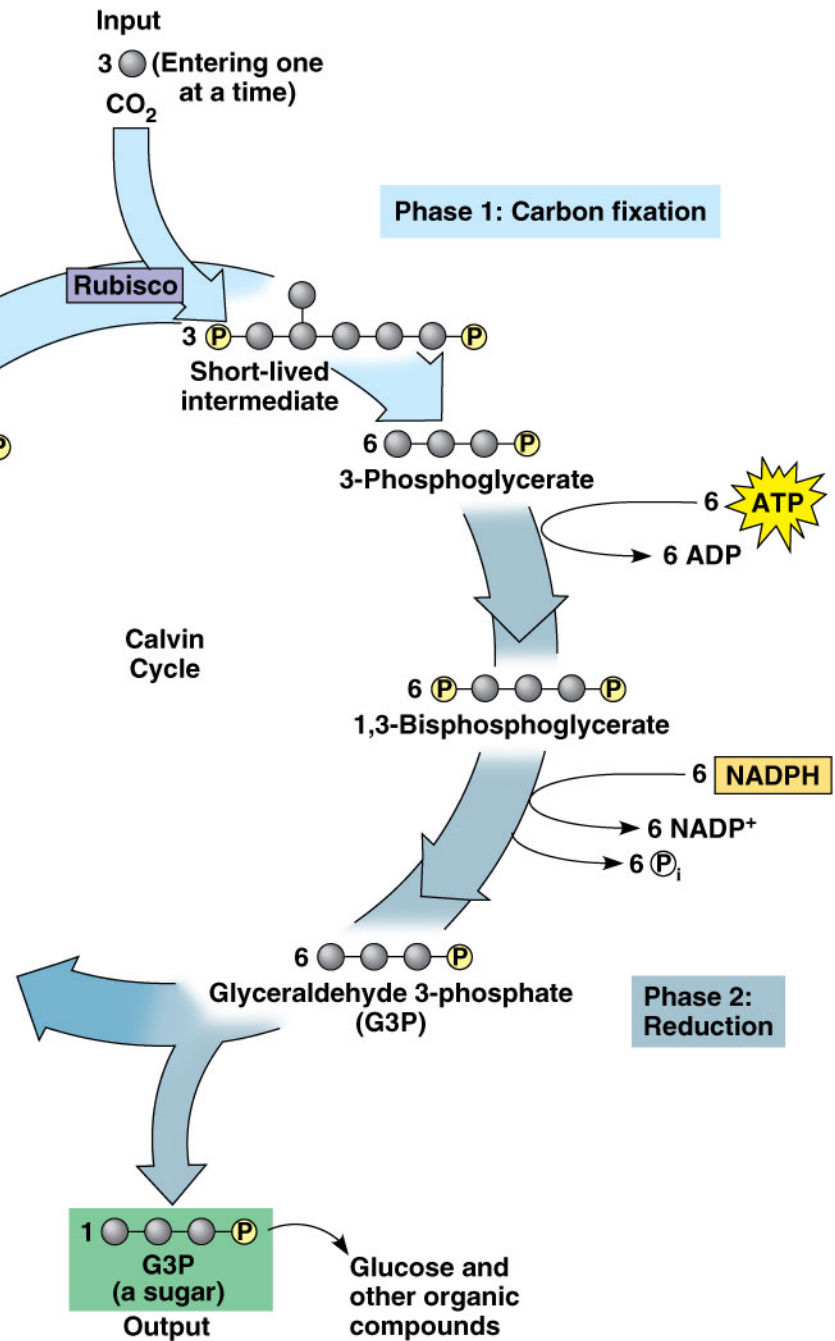 Input
3 (Entering one
at a time)
CO₂
Phase 1: Carbon fixation
Rubisco
3 P P
Short-lived
intermediate
P
6 P
3-Phosphoglycerate
6 ATP
6 ADP
Calvin
Cycle
6 P P
1,3-Bisphosphoglycerate
6 NADPH
6 NADP⁺
6 Pᵢ
6 P
Glyceraldehyde 3-phosphate
(G3P)
Phase 2:
Reduction
1 P
G3P
(a sugar)
Output
Glucose and
other organic
compounds